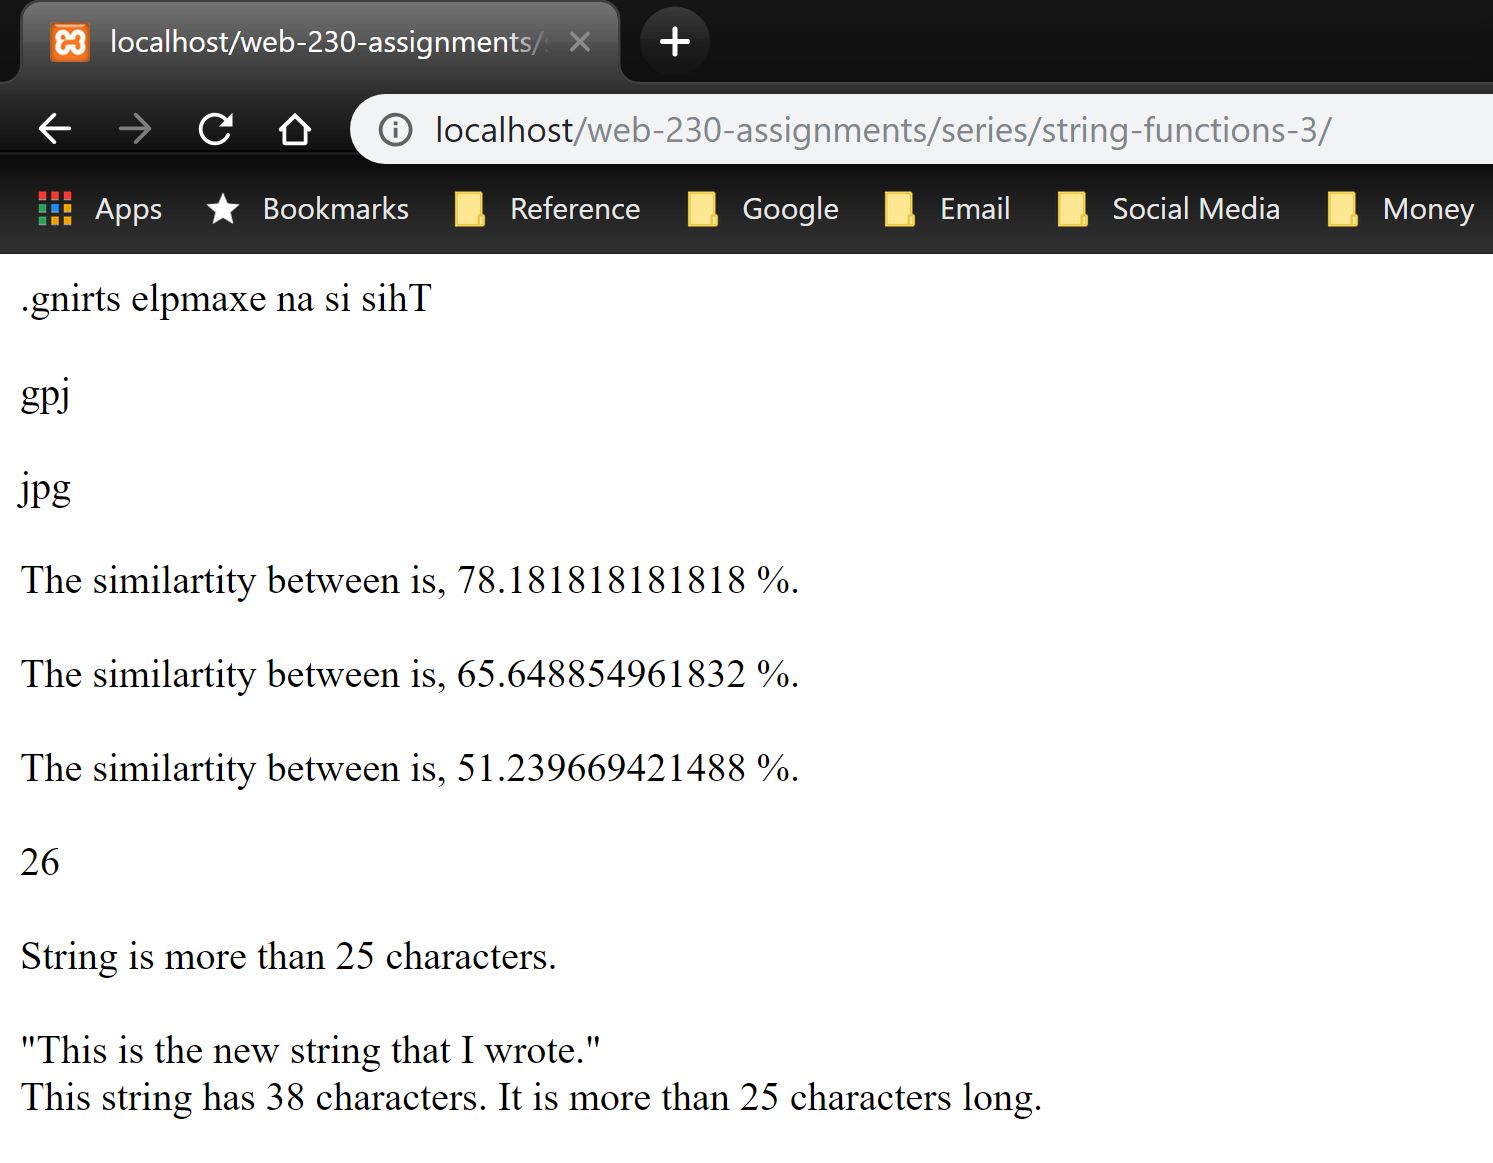 localhost/web-230-assignments/
localhost/web-230-assignments/series/string-functions-3/
Apps Bookmarks Reference Google Email Social Media Money
.gnirts elpmaxe na si sihT
gpj
jpg
The similartity between is, 78.181818181818 %.
The similartity between is, 65.648854961832 %.
The similartity between is, 51.239669421488 %.
26
String is more than 25 characters.
"This is the new string that I wrote."
This string has 38 characters. It is more than 25 characters long.